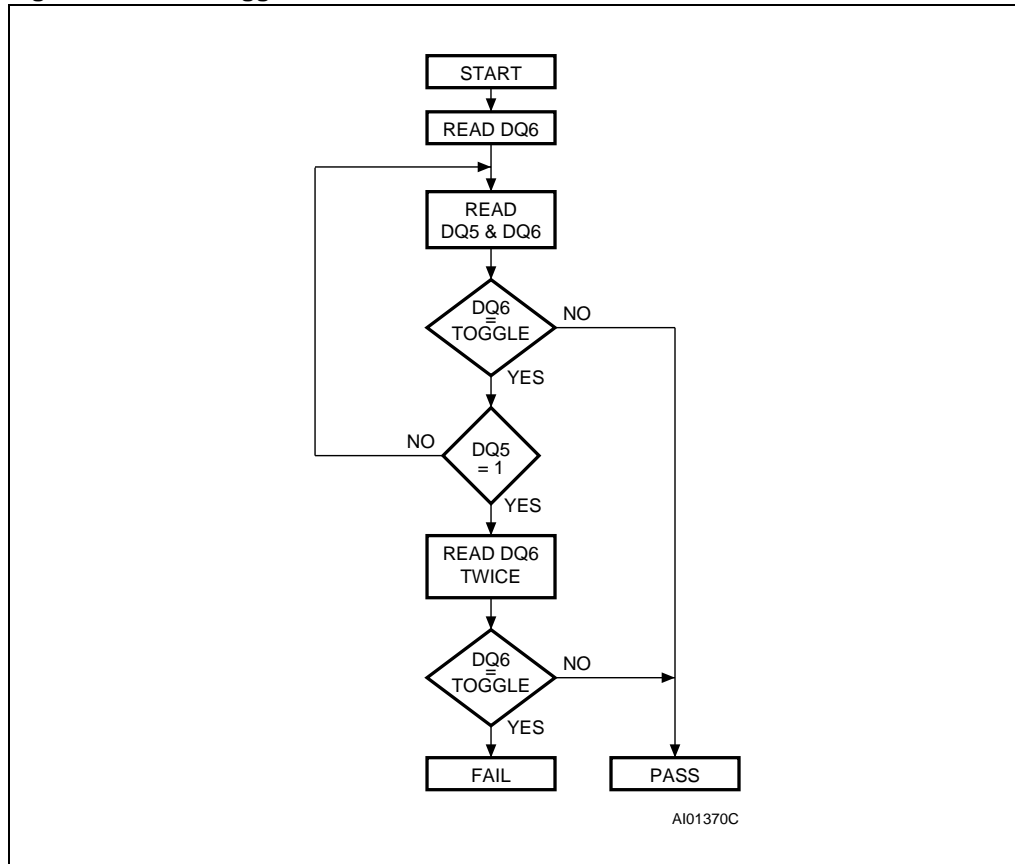 START
READ DQ6
READ
DQ5 & DQ6
DQ6
=
TOGGLE
NO
YES
NO
DQ5
= 1
YES
READ DQ6
TWICE
DQ6
=
TOGGLE
NO
YES
FAIL
PASS
AI01370C